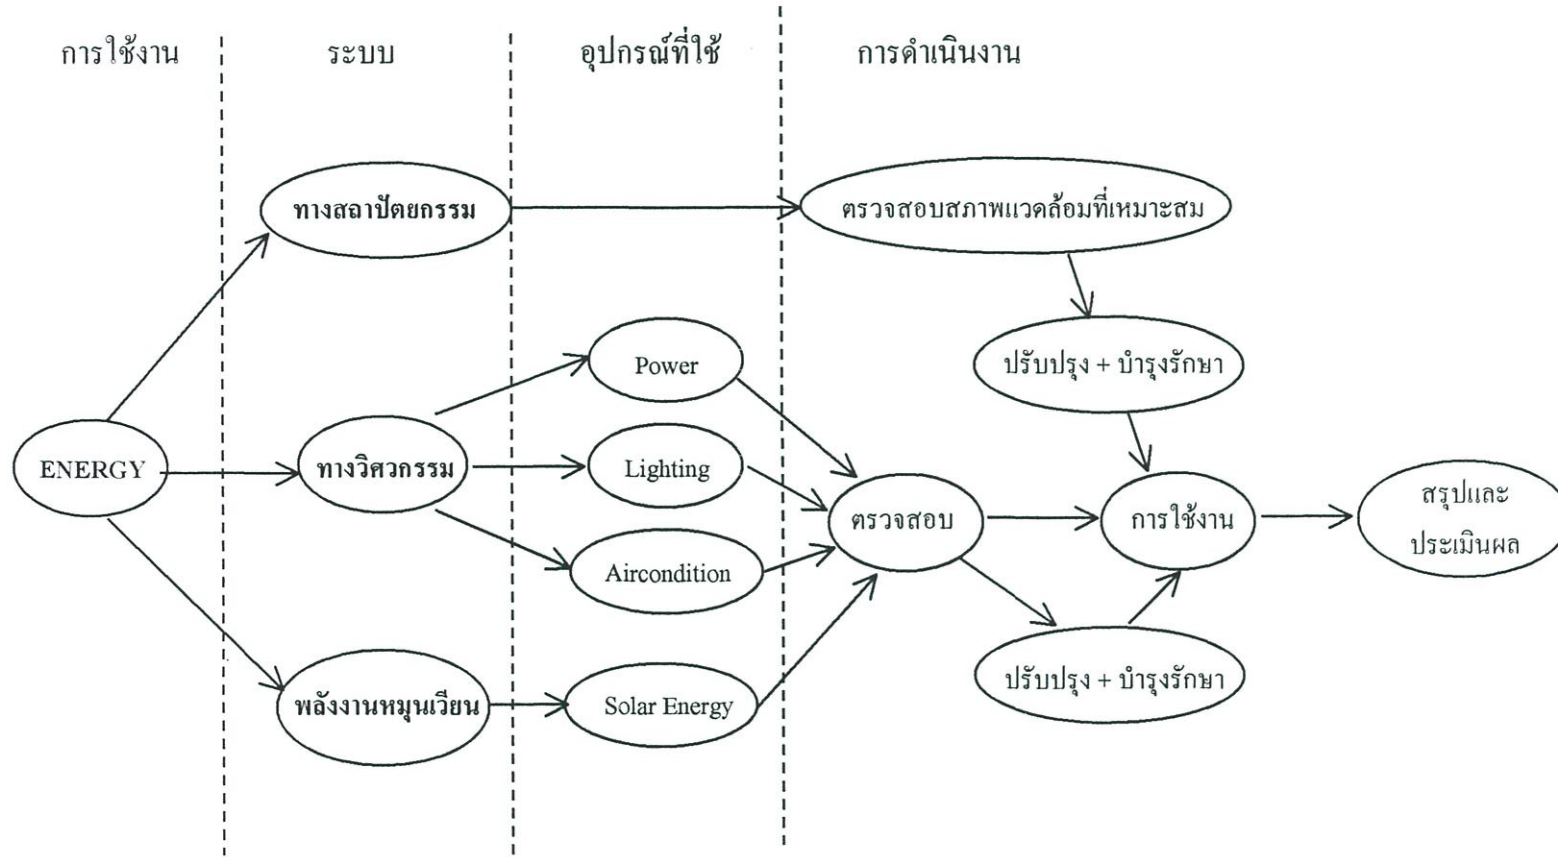 การใช้งาน
ระบบ
อุปกรณ์ที่ใช้
การดำเนินงาน
ทางสถาปัตยกรรม
ตรวจสอบสภาพแวดล้อมที่เหมาะสม
Power
ปรับปรุง + บำรุงรักษา
ENERGY
ทางวิศวกรรม
Lighting
ตรวจสอบ
การใช้งาน
สรุปและ
ประเมินผล
Aircondition
พลังงานหมุนเวียน
Solar Energy
ปรับปรุง + บำรุงรักษา